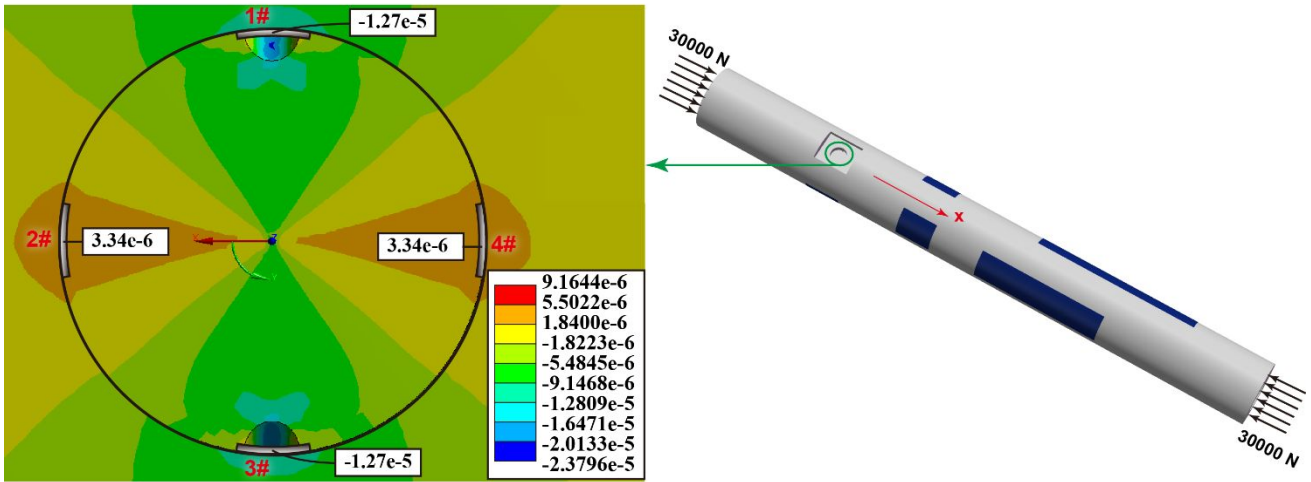 1#
-1.27e-5
2#
3.34e-6
3.34e-6
4#
3#
-1.27e-5
X
Y
Z
9.1644e-6
5.5022e-6
1.8400e-6
-1.8223e-6
-5.4845e-6
-9.1468e-6
-1.2809e-5
-1.6471e-5
-2.0133e-5
-2.3796e-5
30000 N
x
30000 N